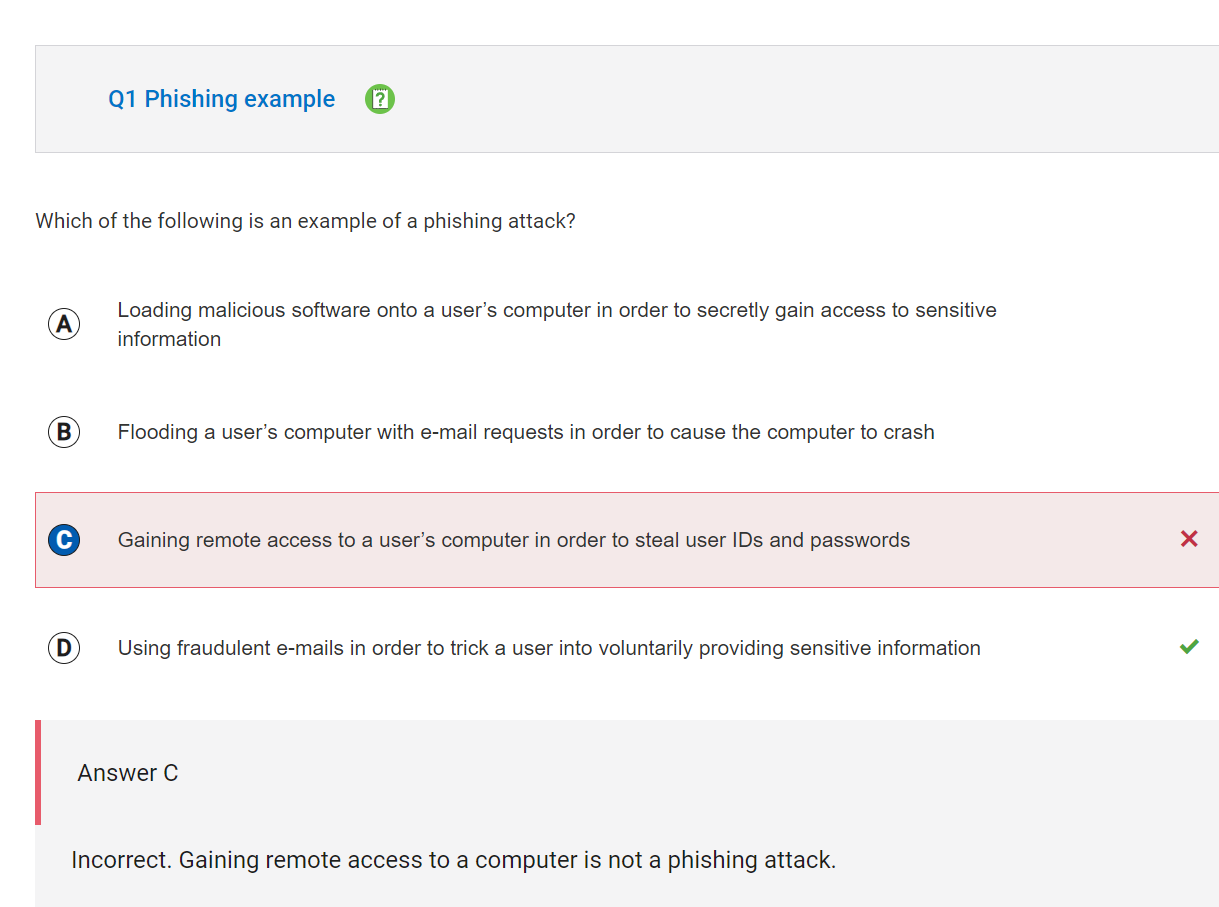 Q1 Phishing example
Which of the following is an example of a phishing attack?
A
Loading malicious software onto a user’s computer in order to secretly gain access to sensitive
information
B
Flooding a user’s computer with e-mail requests in order to cause the computer to crash
C
Gaining remote access to a user’s computer in order to steal user IDs and passwords
D
Using fraudulent e-mails in order to trick a user into voluntarily providing sensitive information
Answer C
Incorrect. Gaining remote access to a computer is not a phishing attack.